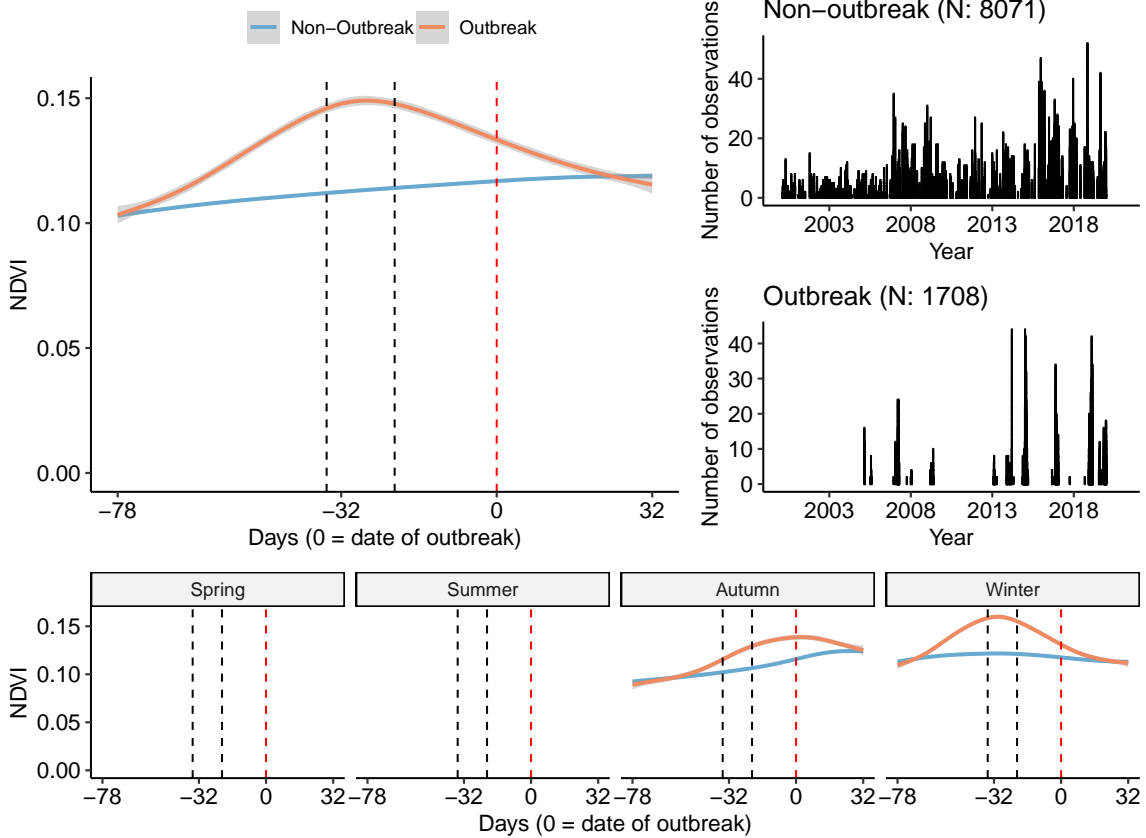 Non−Outbreak Outbreak
0.15
0.10
0.05
0.00
NDVI
−78 −32 0 32
Days (0 = date of outbreak)
Non−outbreak (N: 8071)
Number of observations
40
20
0
2003 2008 2013 2018
Year
Outbreak (N: 1708)
Number of observations
40
30
20
10
0
2003 2008 2013 2018
Year
Spring Summer Autumn Winter
0.15
0.10
0.05
0.00
NDVI
−78 −32 0 32 −78 −32 0 32 −78 −32 0 32 −78 −32 0 32
Days (0 = date of outbreak)